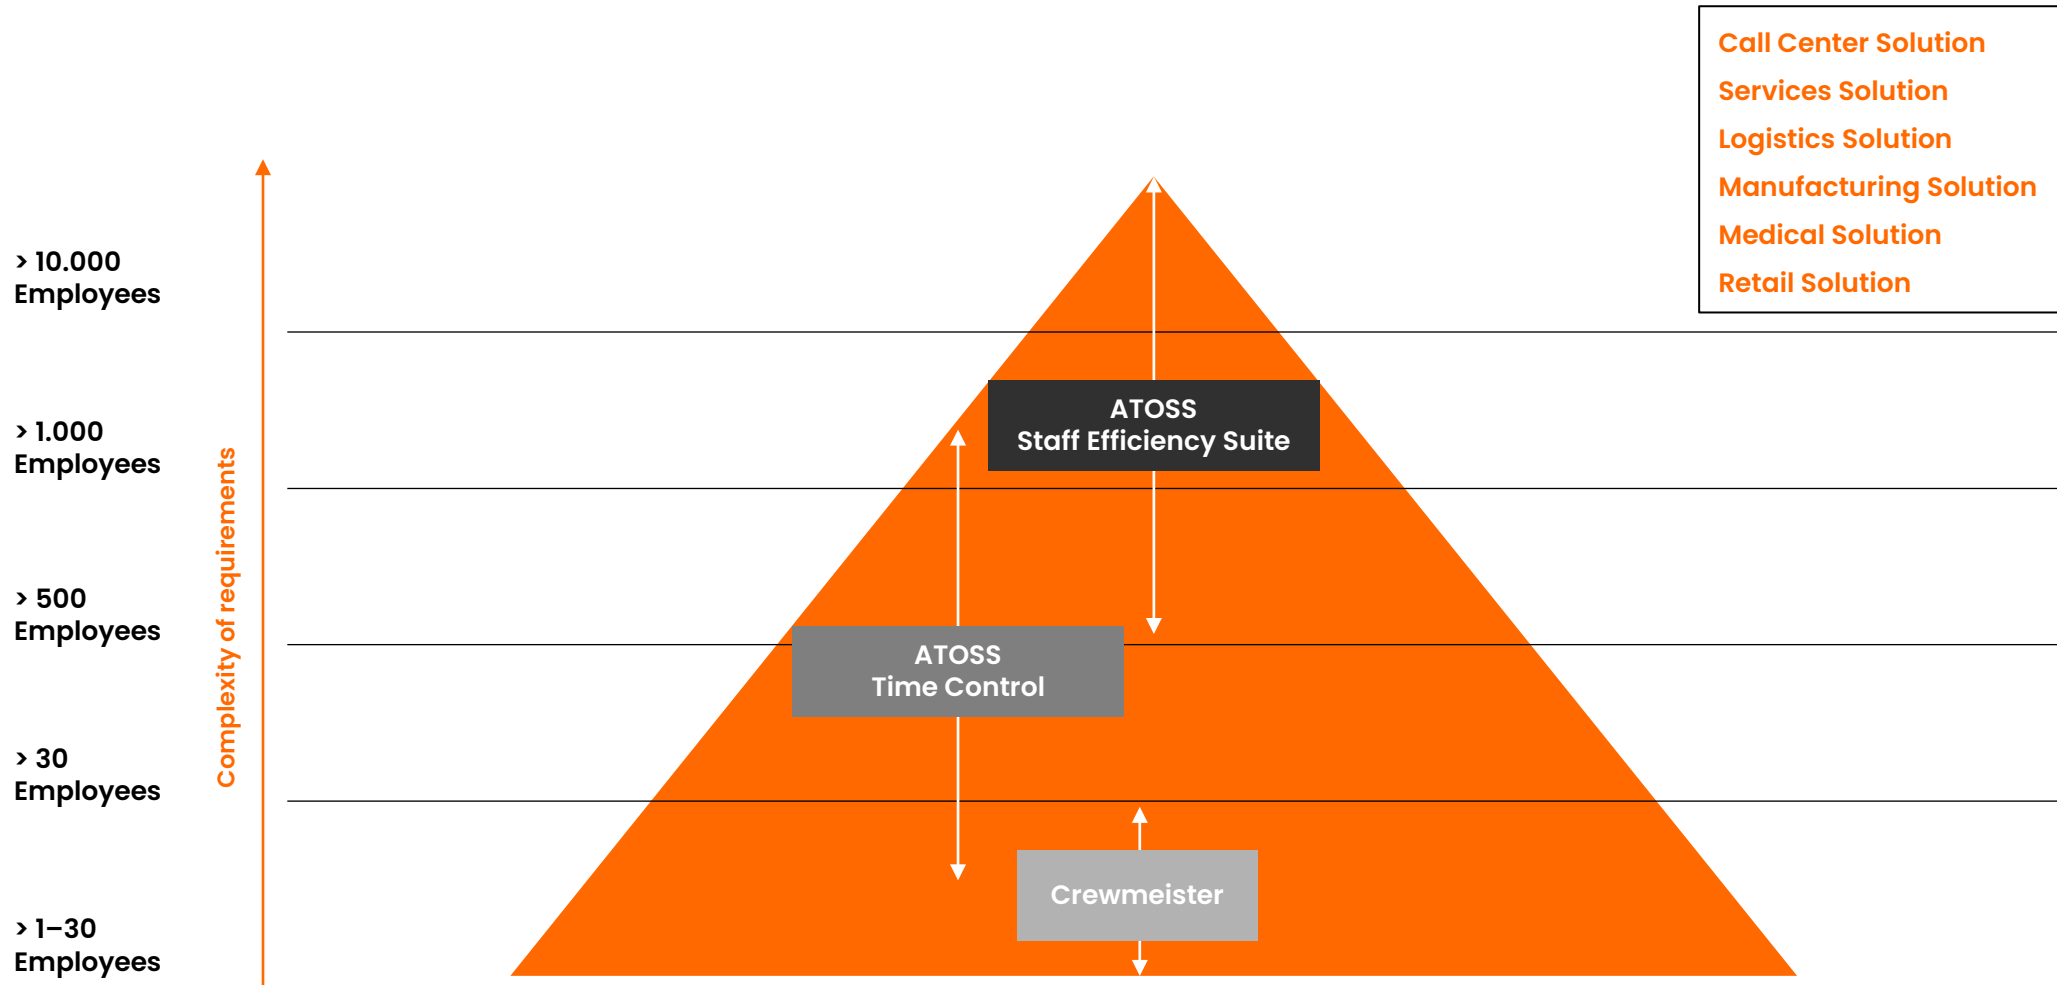 Call Center Solution
Services Solution
Logistics Solution
Manufacturing Solution
Medical Solution
Retail Solution
> 10.000
Employees
> 1.000
Employees
> 500
Employees
> 30
Employees
> 1–30
Employees
Complexity of requirements
ATOSS
Staff Efficiency Suite
ATOSS
Time Control
Crewmeister